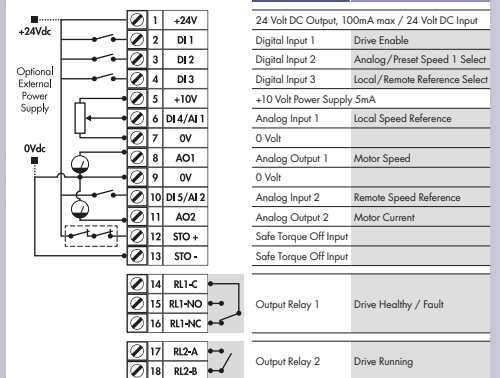 +24Vdc
Optional
External
Power
Supply
0Vdc
1 +24V 24 Volt DC Output, 100mA max / 24 Volt DC Input
2 DI 1 Digital Input 1 Drive Enable
3 DI 2 Digital Input 2 Analog/Preset Speed 1 Select
4 DI 3 Digital Input 3 Local/Remote Reference Select
5 +10V +10 Volt Power Supply 5mA
6 DI 4/AI 1 Analog Input 1 Local Speed Reference
7 0V 0 Volt
8 AO1 Analog Output 1 Motor Speed
9 0V 0 Volt
10 DI 5/AI 2 Analog Input 2 Remote Speed Reference
11 AO2 Analog Output 2 Motor Current
12 STO + Safe Torque Off Input
13 STO - Safe Torque Off Input
14 RL1-C
15 RL1-NO Output Relay 1 Drive Healthy / Fault
16 RL1-NC
17 RL2-A
Output Relay 2 Drive Running
18 RL2-B